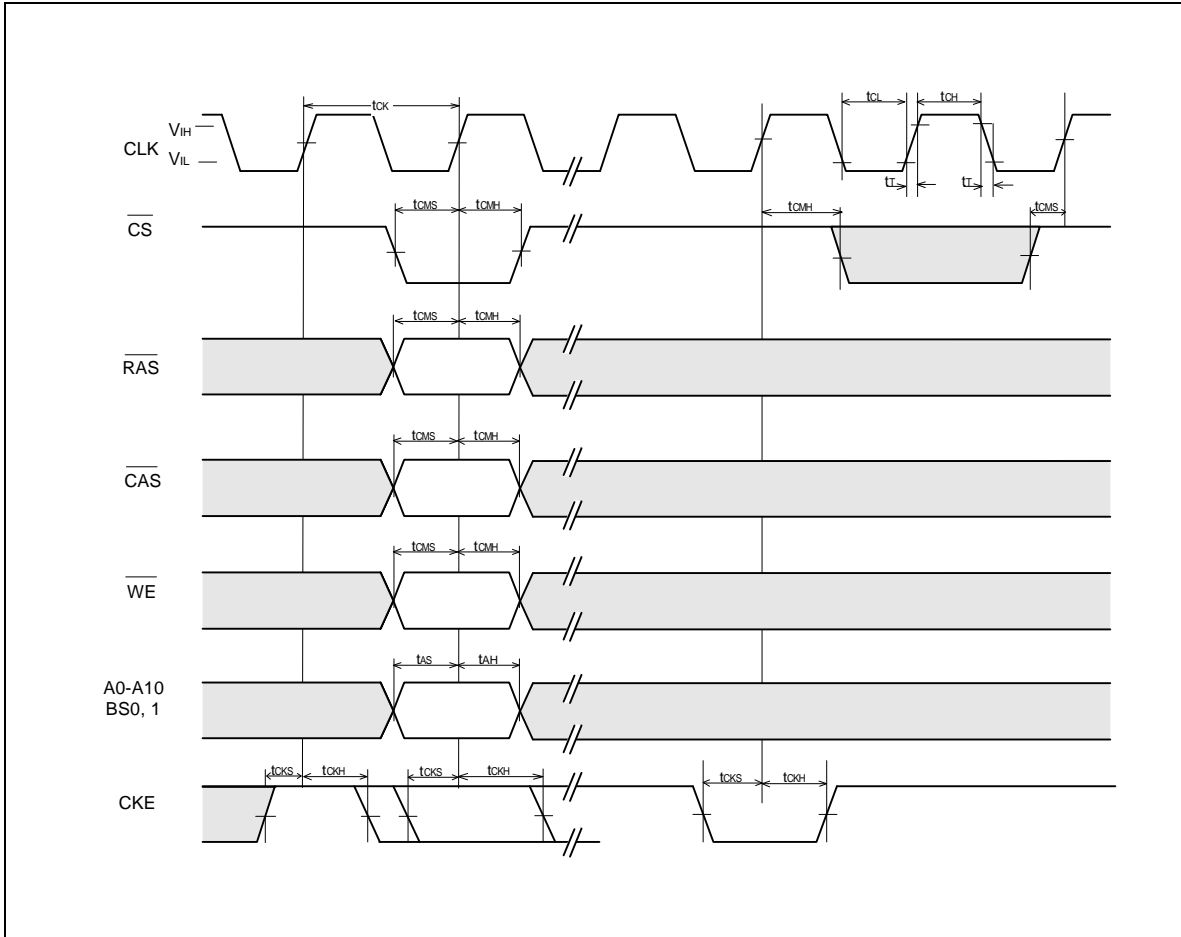 tCK
tCL
tCH
VIH
CLK
VIL
tT
tT
tCMS
tCMH
tCMH
tCMS
CS
tCMS
tCMH
RAS
tCMS
tCMH
CAS
tCMS
tCMH
WE
tAS
tAH
A0-A10
BS0, 1
tCKS
tCKH
tCKS
tCKH
tCKS
tCKH
CKE